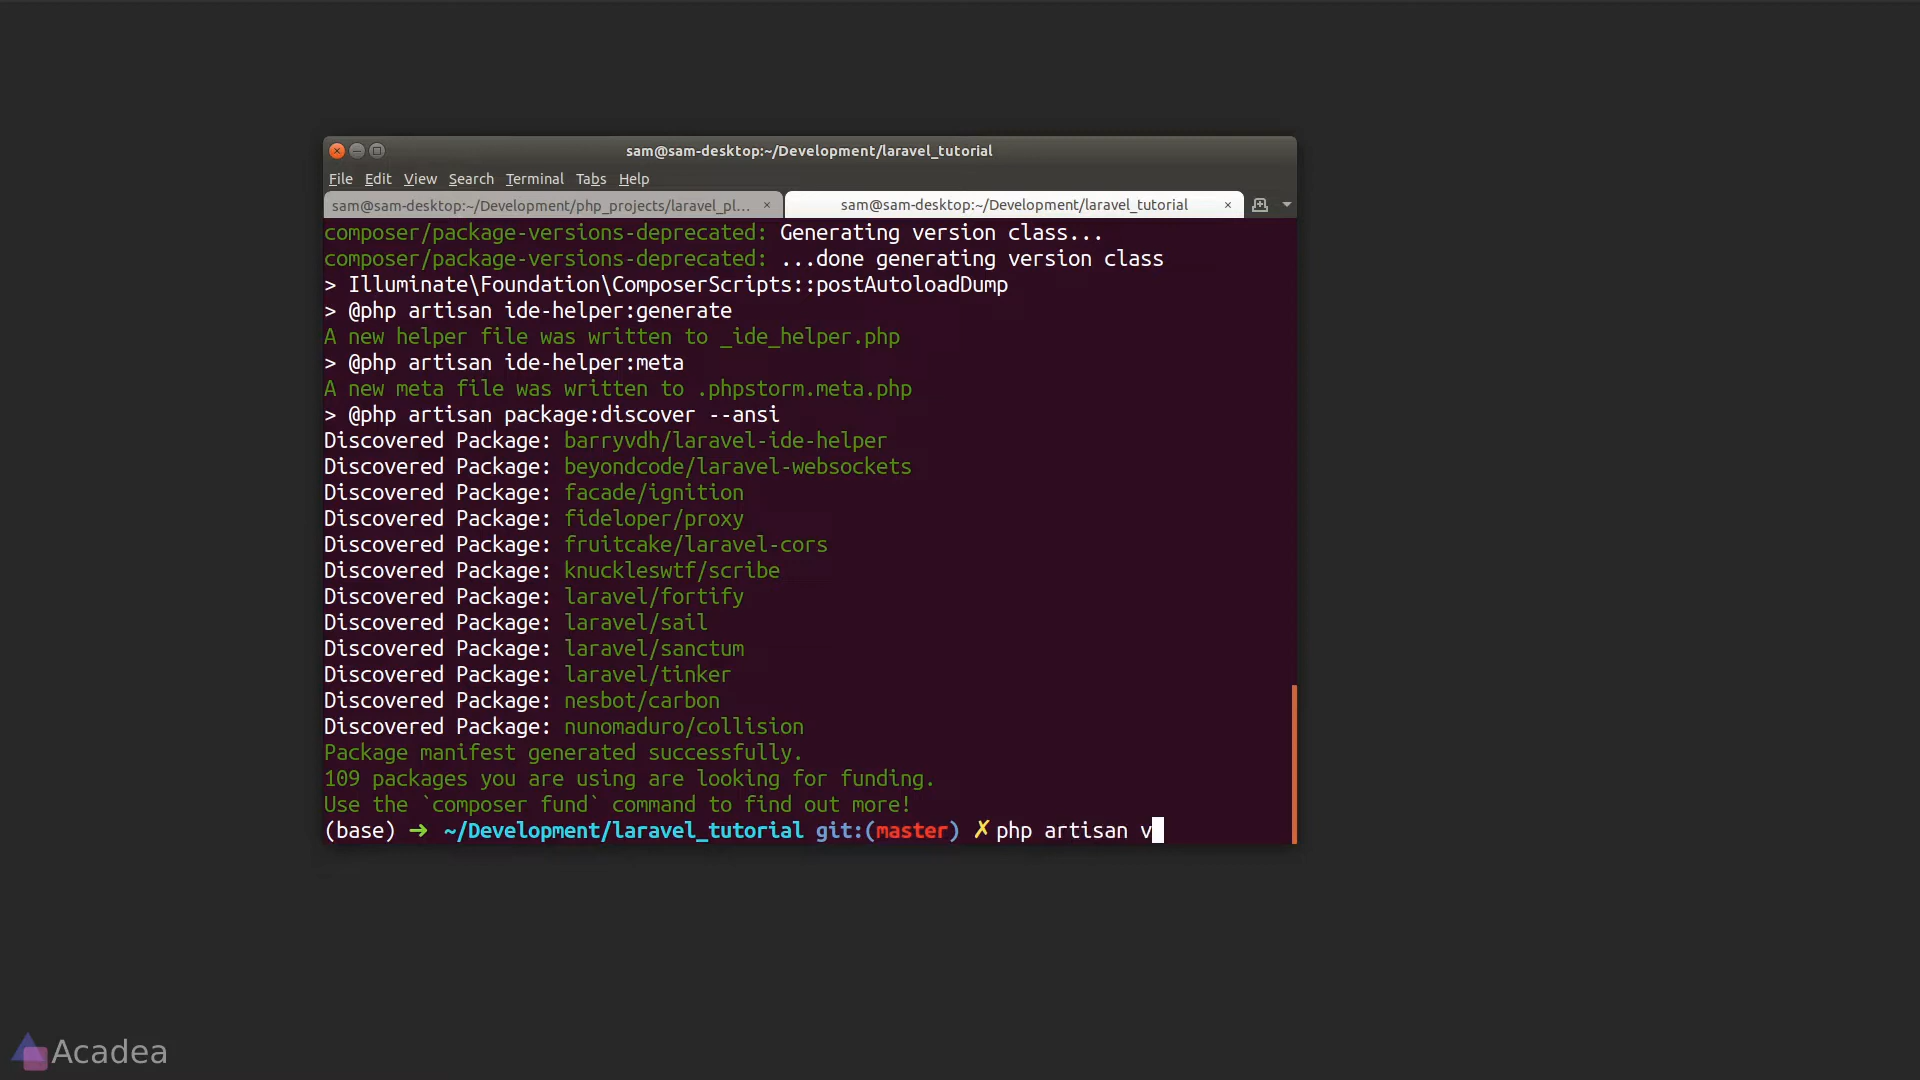 sam@sam-desktop:~/Development/laravel_tutorial
File Edit View Search Terminal Tabs Help
sam@sam-desktop:~/Development/php_projects/laravel_pl... × sam@sam-desktop:~/Development/laravel_tutorial ×
composer/package-versions-deprecated: Generating version class...
composer/package-versions-deprecated: ...done generating version class
> Illuminate\Foundation\ComposerScripts::postAutoloadDump
> @php artisan ide-helper:generate
A new helper file was written to _ide_helper.php
> @php artisan ide-helper:meta
A new meta file was written to .phpstorm.meta.php
> @php artisan package:discover --ansi
Discovered Package: barryvdh/laravel-ide-helper
Discovered Package: beyondcode/laravel-websockets
Discovered Package: facade/ignition
Discovered Package: fideloper/proxy
Discovered Package: fruitcake/laravel-cors
Discovered Package: knuckleswtf/scribe
Discovered Package: laravel/fortify
Discovered Package: laravel/sail
Discovered Package: laravel/sanctum
Discovered Package: laravel/tinker
Discovered Package: nesbot/carbon
Discovered Package: nunomaduro/collision
Package manifest generated successfully.
109 packages you are using are looking for funding.
Use the `composer fund` command to find out more!
(base) ➜ ~/Development/laravel_tutorial git:(master) ✗ php artisan v
Acadea